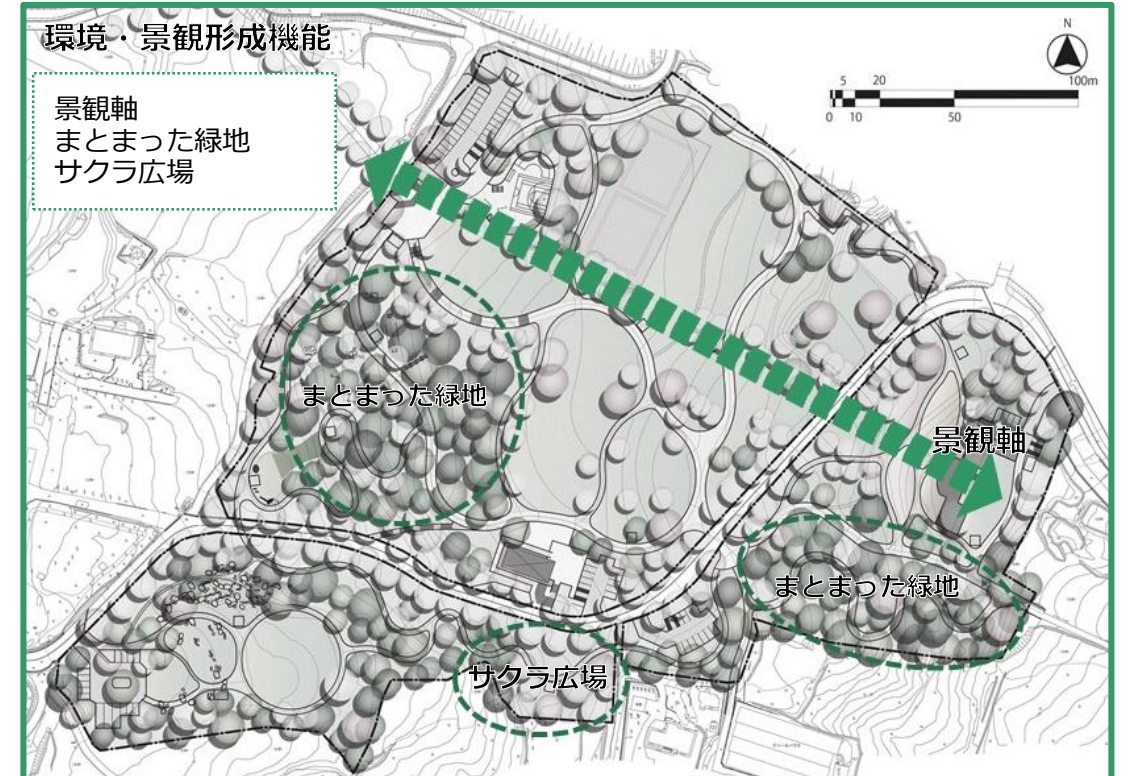 環境・景観形成機能
景観軸
まとまった緑地
サクラ広場
N
5 20 100m
0 10 50
まとまった緑地
景観軸
まとまった緑地
サクラ広場